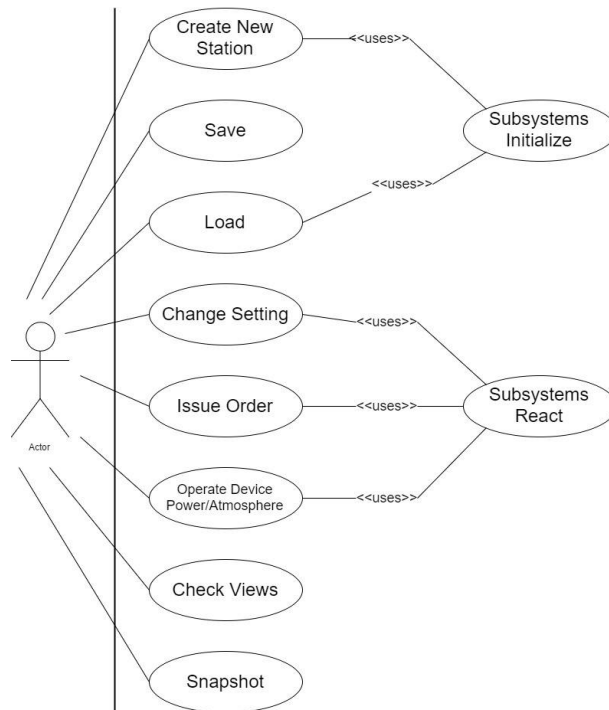 Create New
Station
<<uses>>
Subsystems
Initialize
Save
<<uses>>
Load
Change Setting
<<uses>>
Subsystems
React
Issue Order
<<uses>>
Actor
Operate Device
Power/Atmosphere
<<uses>>
Check Views
Snapshot